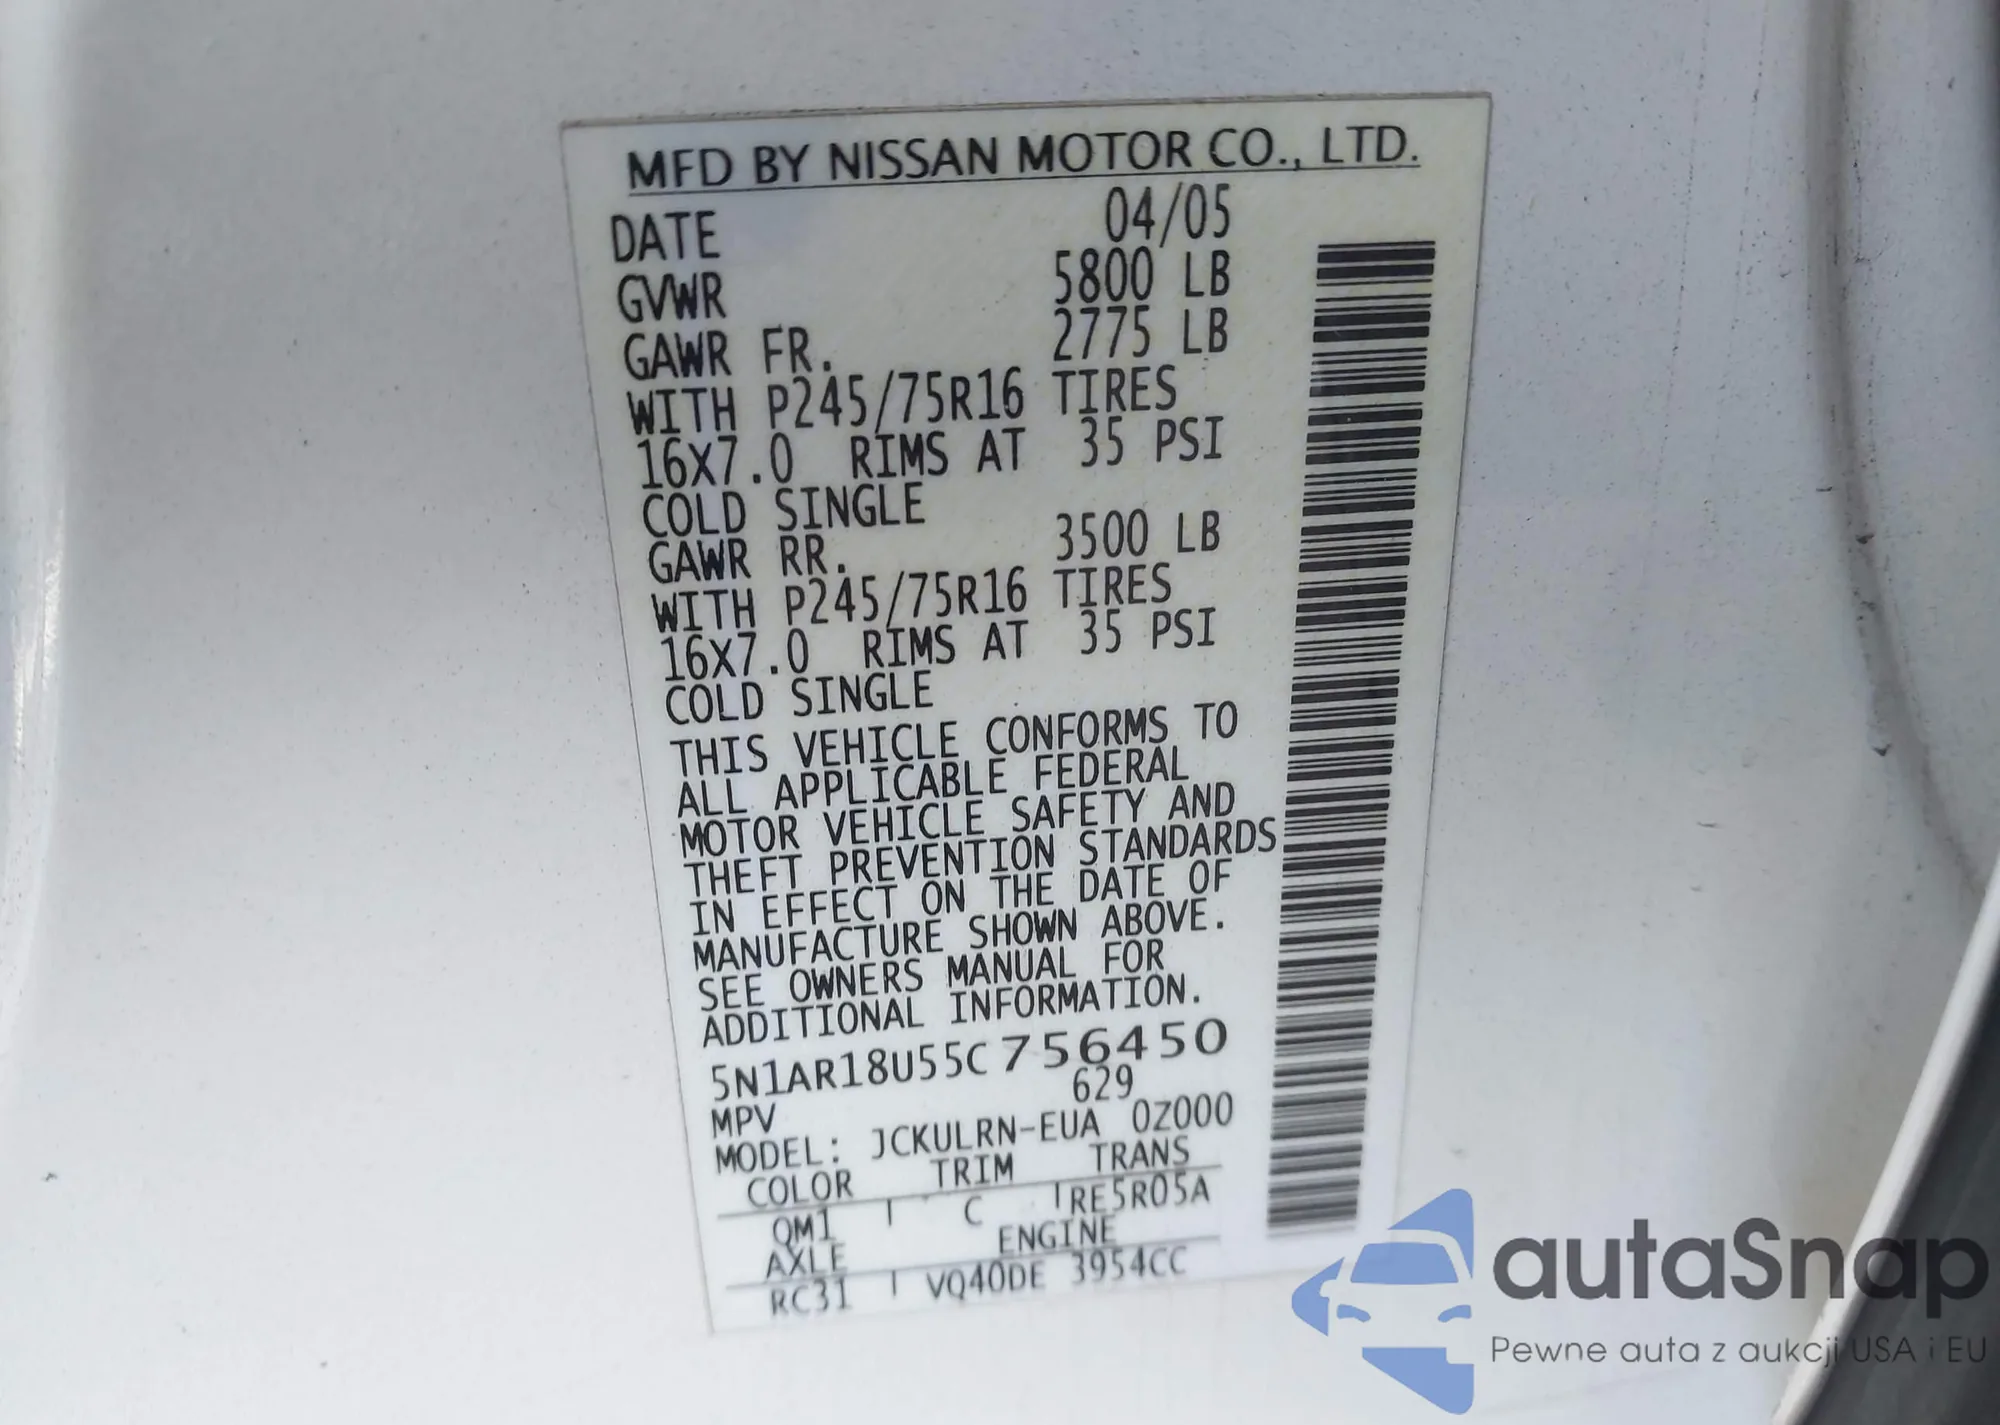 MFD BY NISSAN MOTOR CO., LTD.
DATE 04/05
GVWR 5800 LB
GAWR FR. 2775 LB
WITH P245/75R16 TIRES
16X7.0 RIMS AT 35 PSI
COLD SINGLE
GAWR RR. 3500 LB
WITH P245/75R16 TIRES
16X7.0 RIMS AT 35 PSI
COLD SINGLE
THIS VEHICLE CONFORMS TO
ALL APPLICABLE FEDERAL
MOTOR VEHICLE SAFETY AND
THEFT PREVENTION STANDARDS
IN EFFECT ON THE DATE OF
MANUFACTURE SHOWN ABOVE.
SEE OWNERS MANUAL FOR
ADDITIONAL INFORMATION.
5N1AR18U55C756450
MPV 629
MODEL: JCKULRN-EUA 0Z000
COLOR TRIM TRANS
QM1 C RE5R05A
AXLE ENGINE
RC31 VQ40DE 3954CC
autaSnap
Pewne auta z aukcji USA i EU